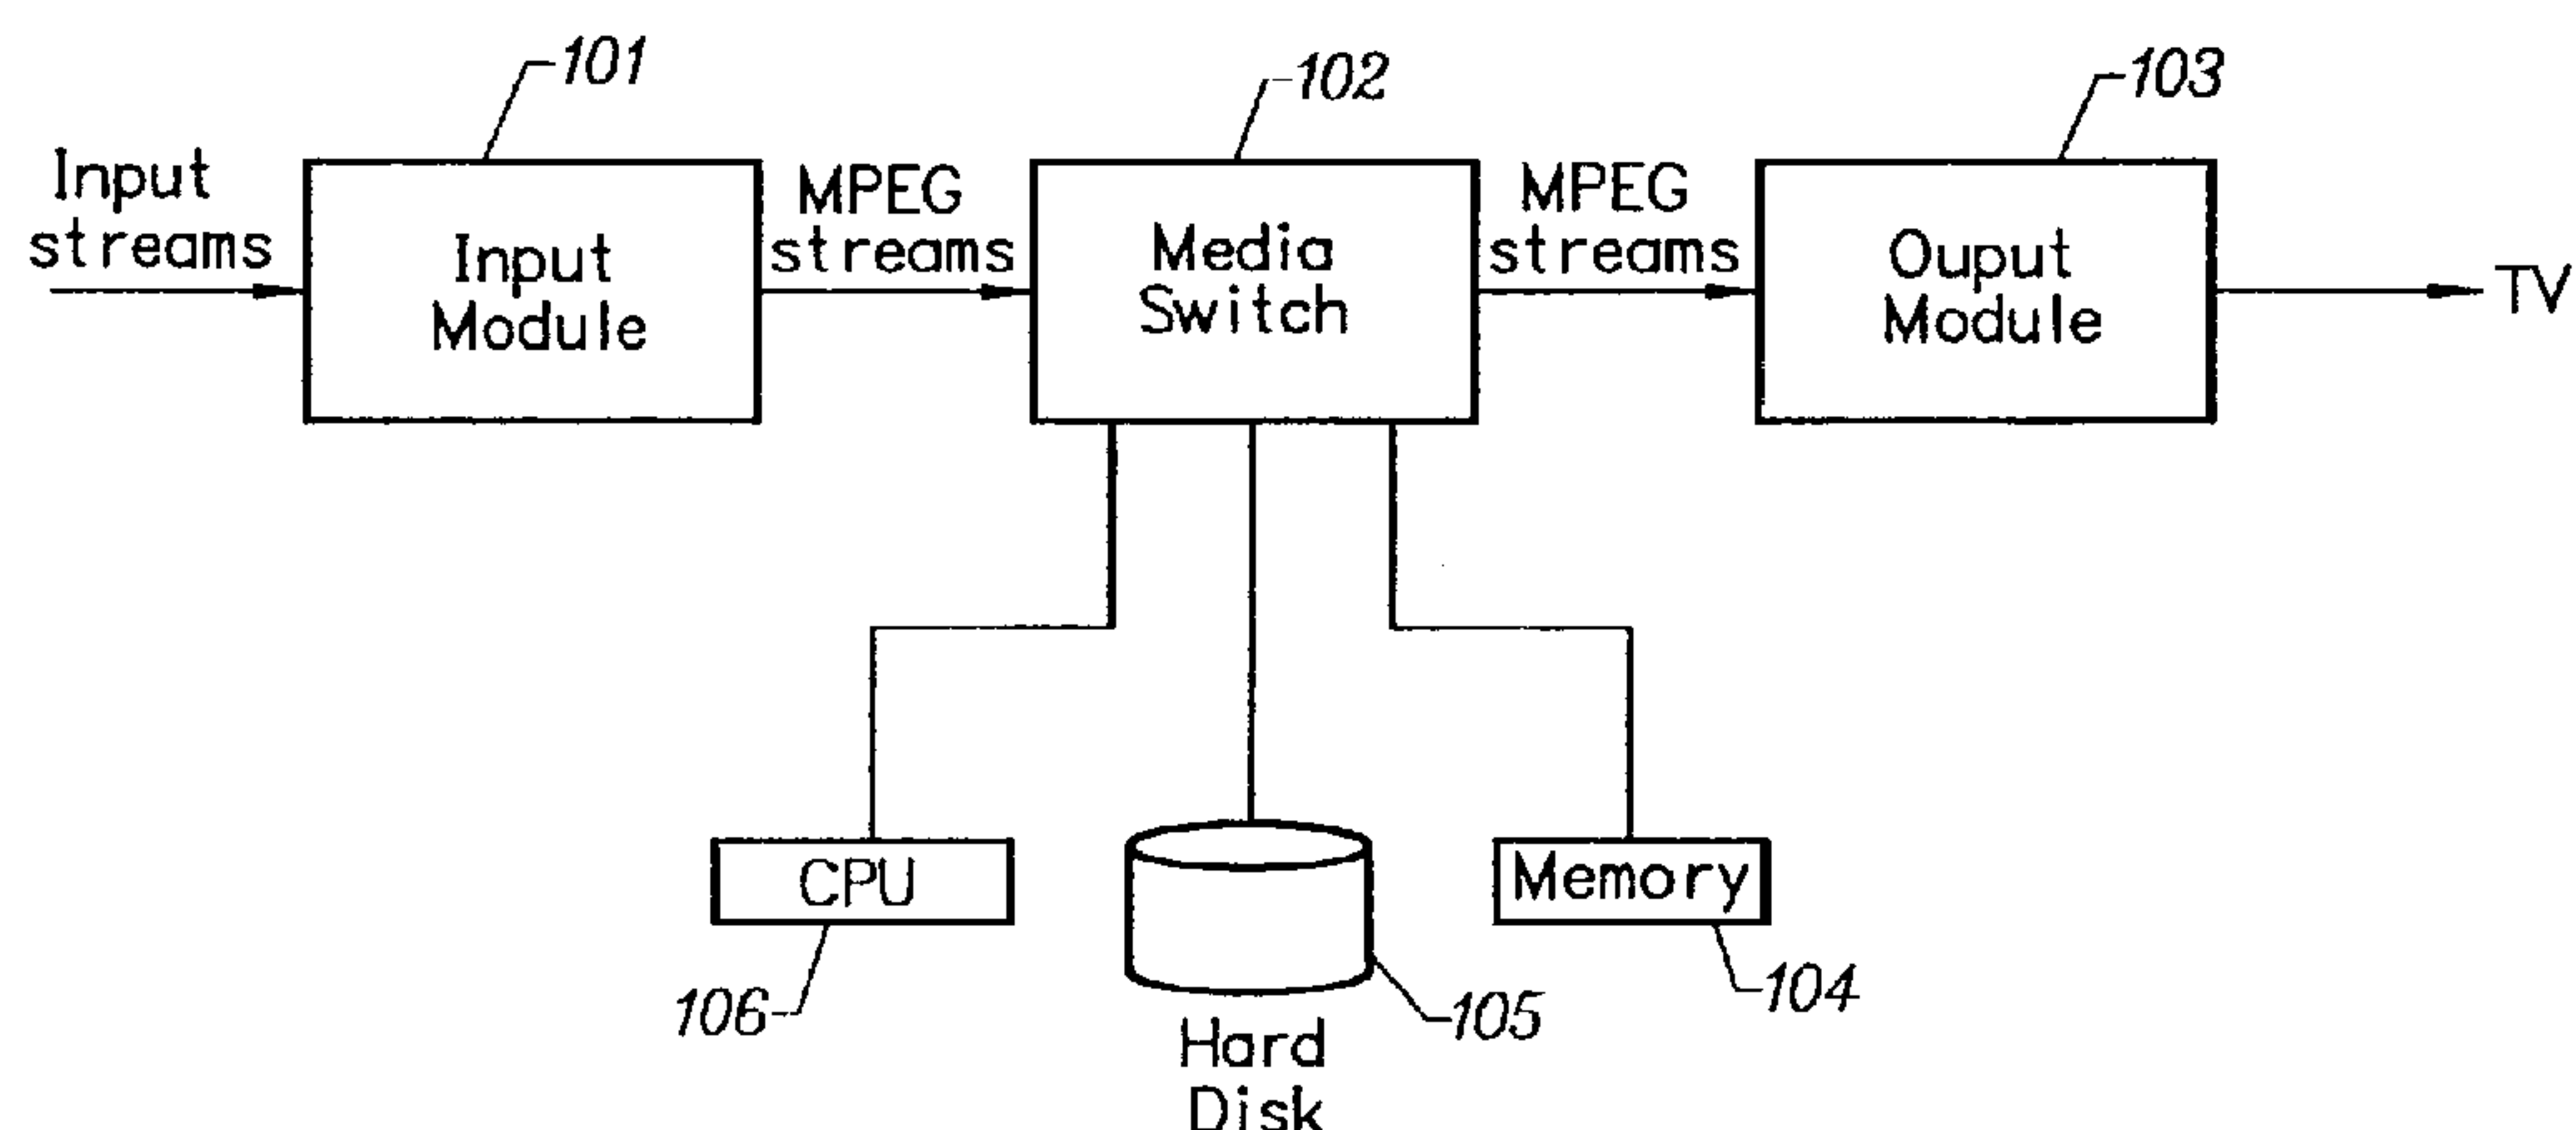 101
102
103
Input
streams
Input
Module
MPEG
streams
Media
Switch
MPEG
streams
Ouput
Module
TV
CPU
106
Hard
Disk
105
Memory
104